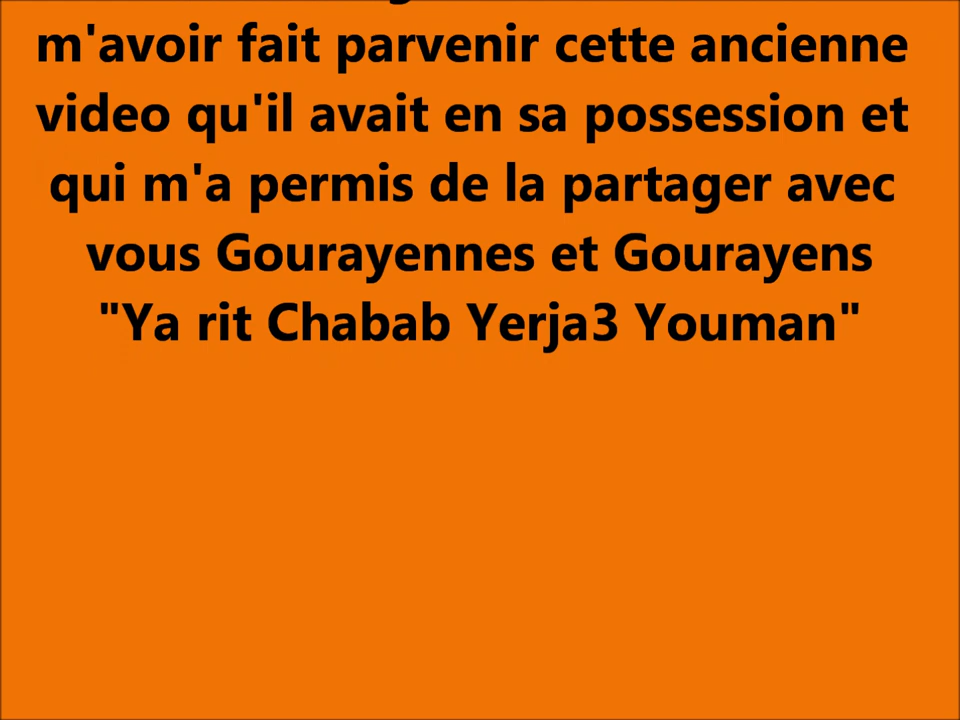 m'avoir fait parvenir cette ancienne
video qu'il avait en sa possession et
qui m'a permis de la partager avec
vous Gourayennes et Gourayens
"Ya rit Chabab Yerja3 Youman"